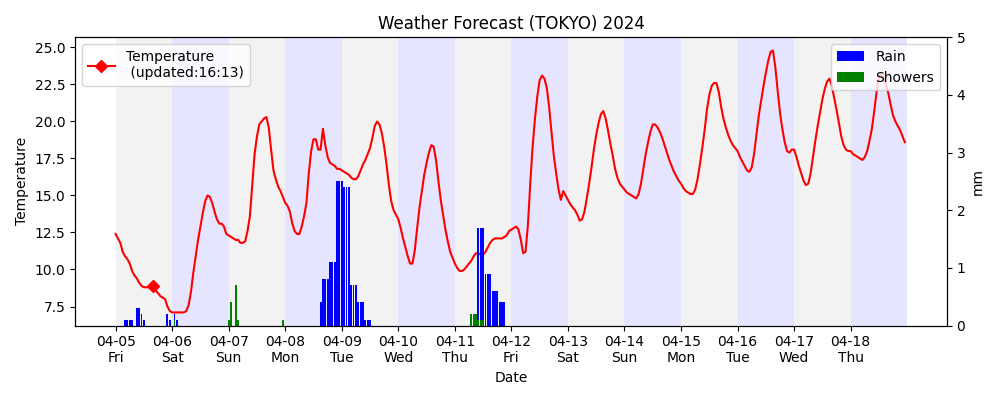 Weather Forecast (TOKYO) 2024
Temperature
(updated:16:13)
Rain
Showers
Temperature
25.0
22.5
20.0
17.5
15.0
12.5
10.0
7.5
5
4
3
2
1
0
mm
04-05 04-06 04-07 04-08 04-09 04-10 04-11 04-12 04-13 04-14 04-15 04-16 04-17 04-18
Fri Sat Sun Mon Tue Wed Thu Fri Sat Sun Mon Tue Wed Thu
Date